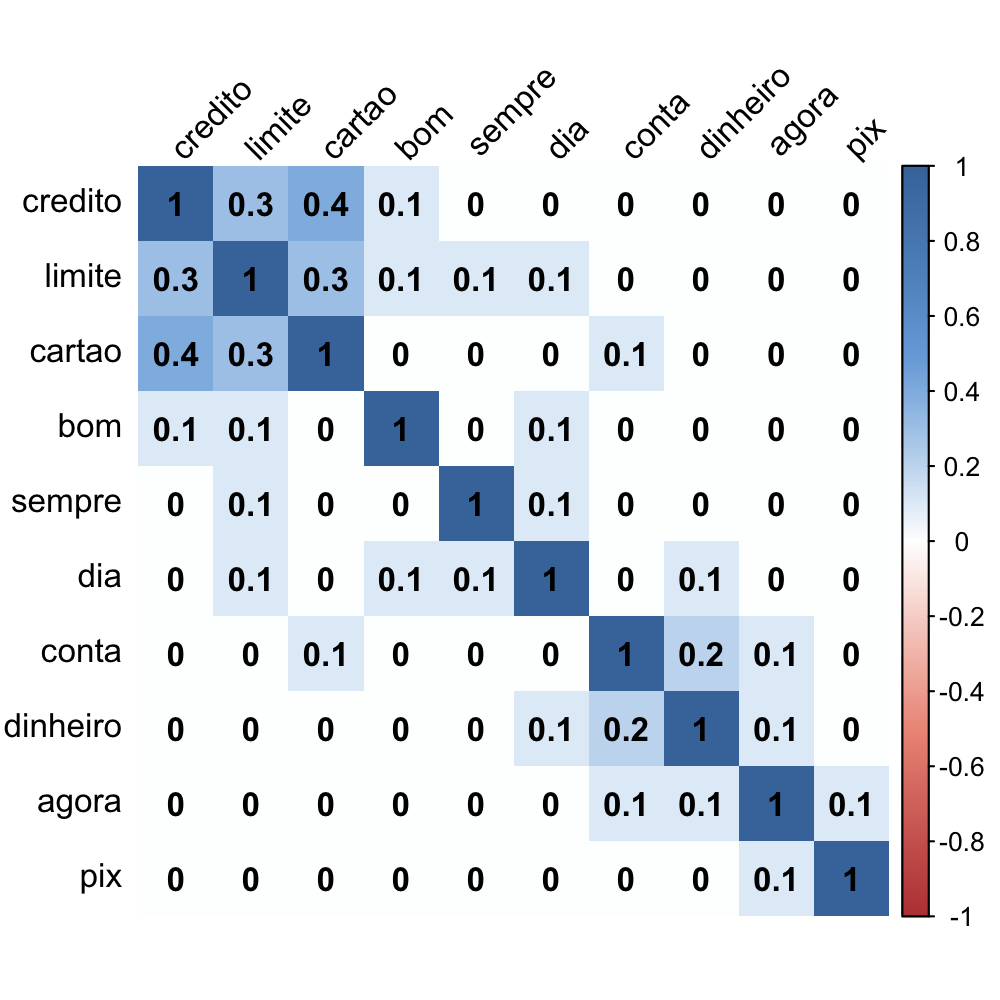 credito limite cartao bom sempre dia conta dinheiro agora pix
credito 1 0.3 0.4 0.1 0 0 0 0 0 0
limite 0.3 1 0.3 0.1 0.1 0.1 0 0 0 0
cartao 0.4 0.3 1 0 0 0 0.1 0 0 0
bom 0.1 0.1 0 1 0 0.1 0 0 0 0
sempre 0 0.1 0 0 1 0.1 0 0 0 0
dia 0 0.1 0 0.1 0.1 1 0 0.1 0 0
conta 0 0 0.1 0 0 0 1 0.2 0.1 0
dinheiro 0 0 0 0 0 0.1 0.2 1 0.1 0
agora 0 0 0 0 0 0 0.1 0.1 1 0.1
pix 0 0 0 0 0 0 0 0 0.1 1
1
0.8
0.6
0.4
0.2
0
-0.2
-0.4
-0.6
-0.8
-1